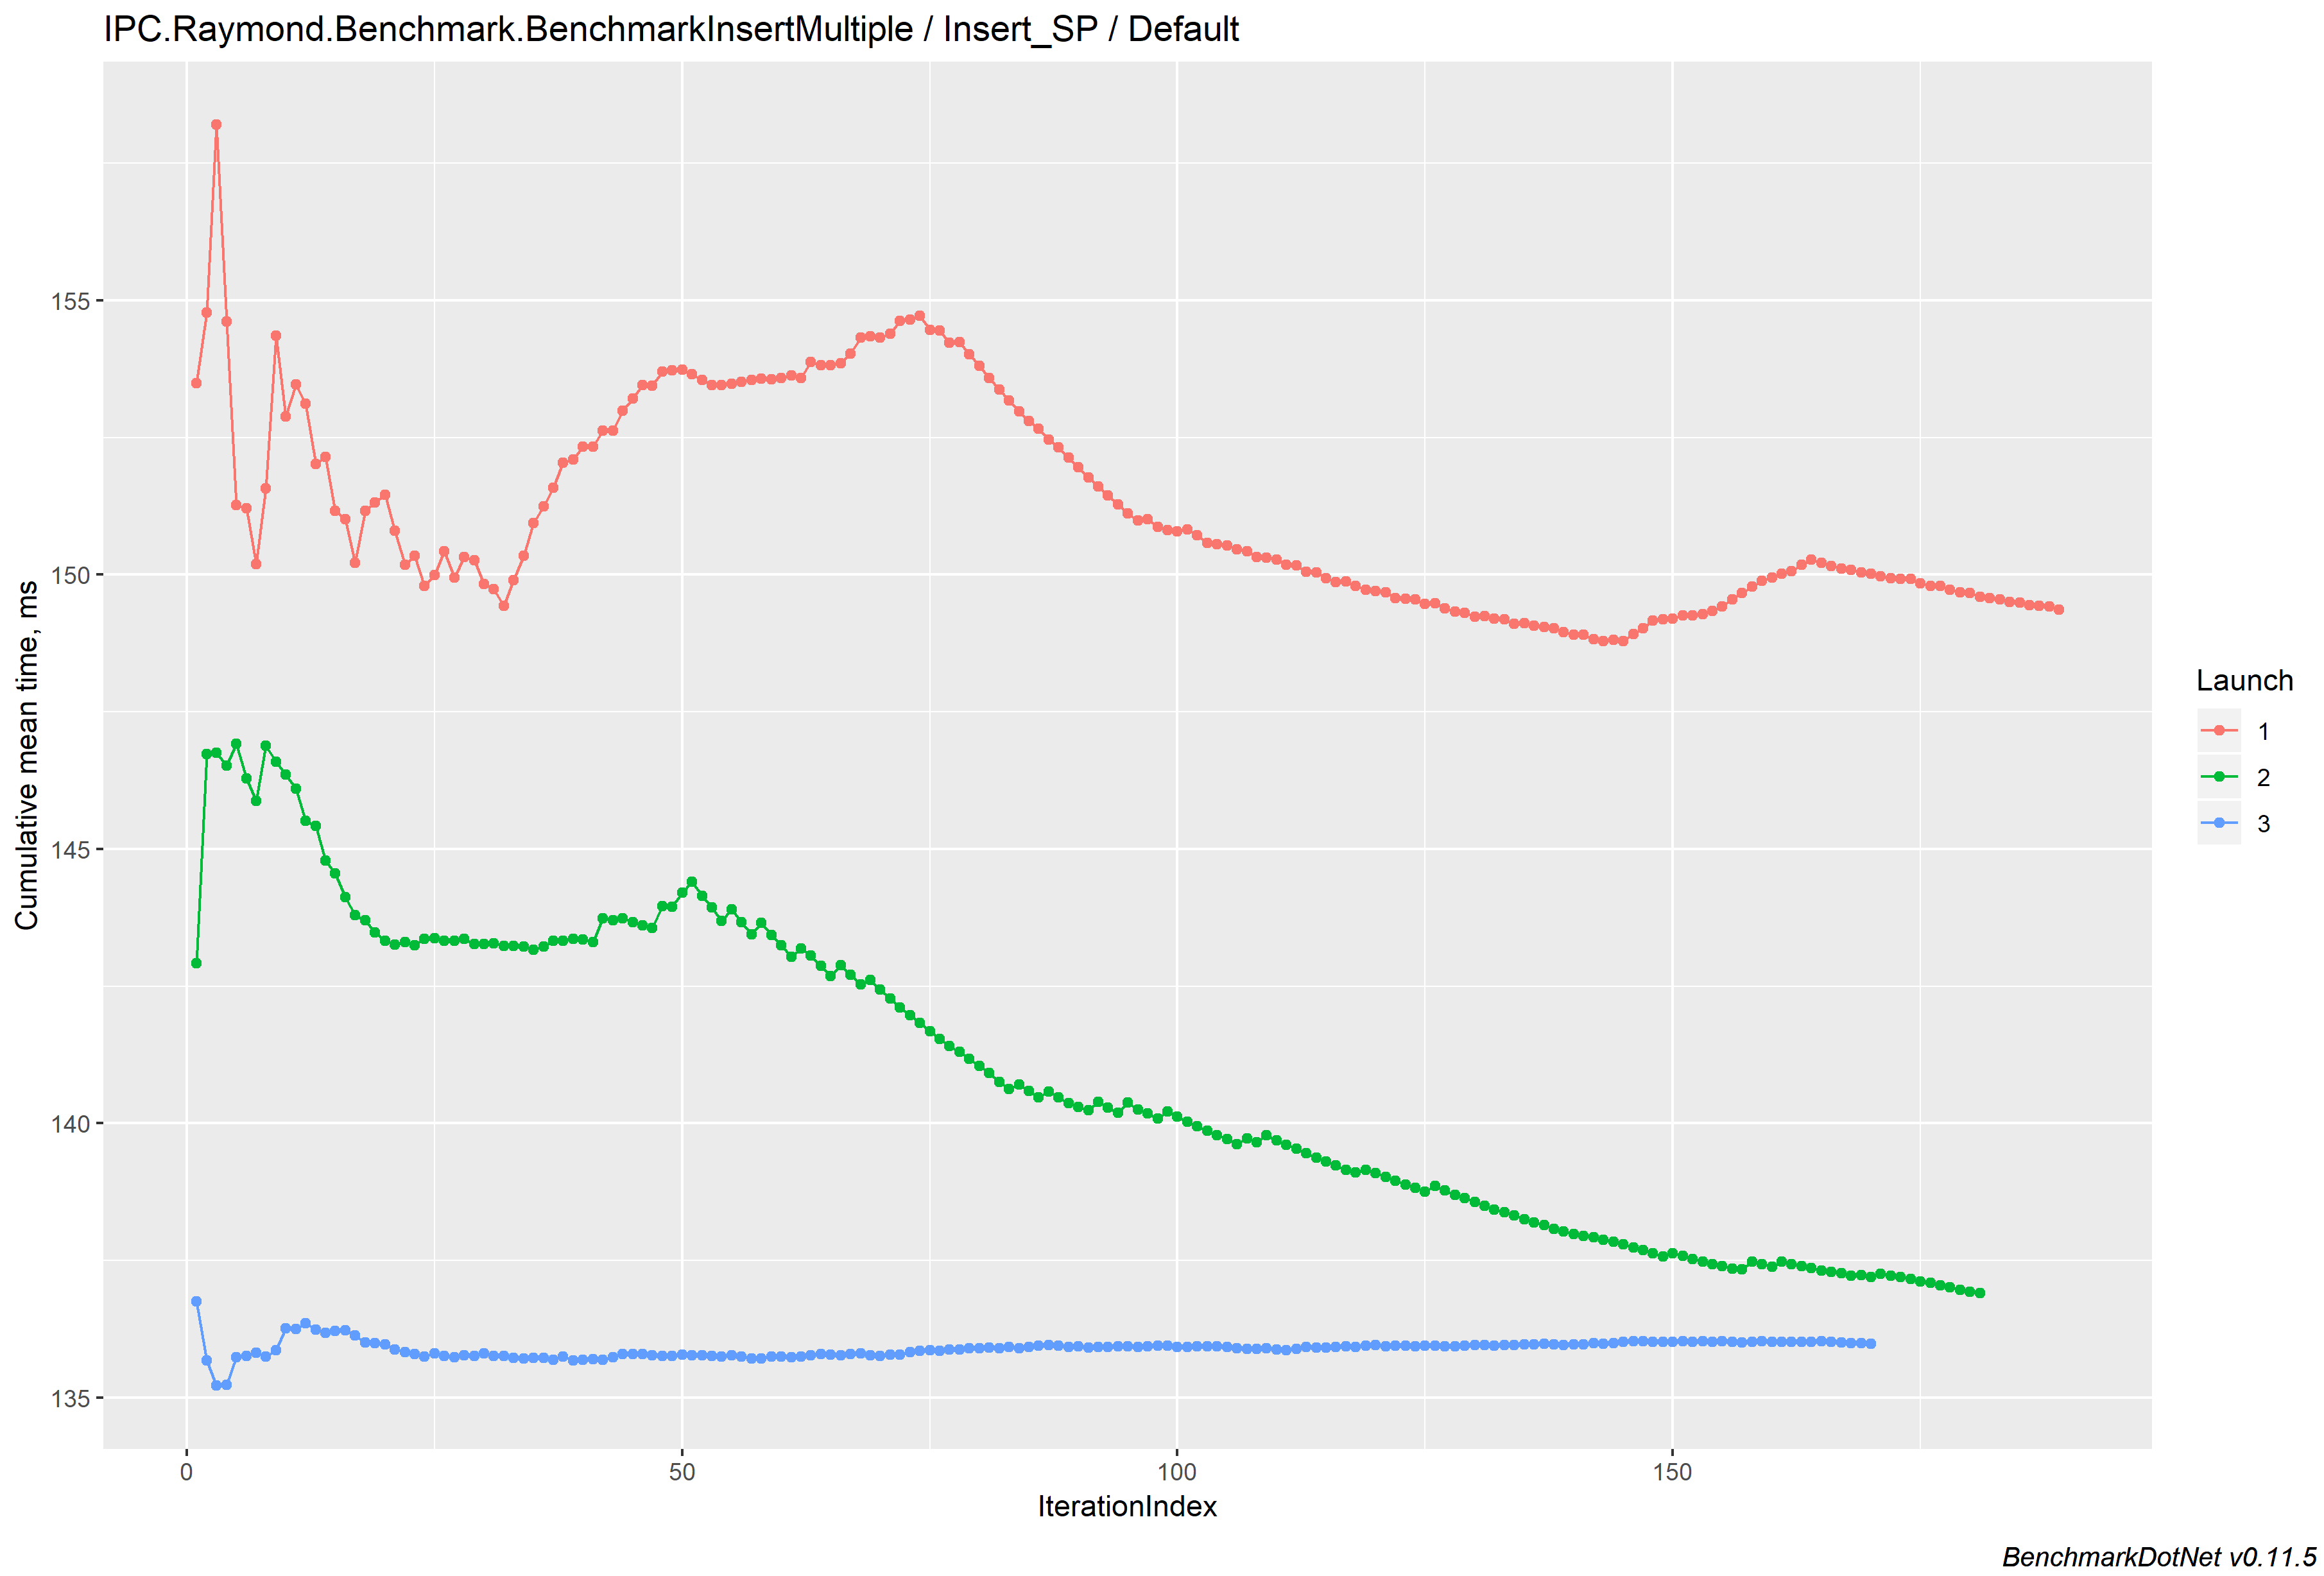 IPC.Raymond.Benchmark.BenchmarkInsertMultiple / Insert_SP / Default
Cumulative mean time, ms
155
150
145
140
135
0 50 100 150
IterationIndex
Launch
1
2
3
BenchmarkDotNet v0.11.5